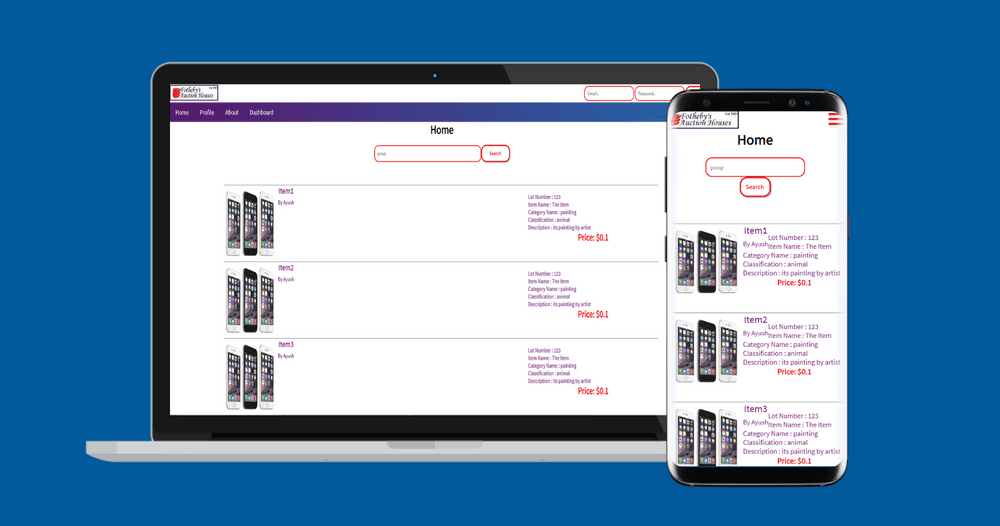 Fotheby's
Auction Houses
Email..
Password..
Home Profile About Dashboard
Home
poop
Search
Item1
By Ayush
Lot Number : 123
Item Name : The Item
Category Name : painting
Classification : animal
Description : its painting by artist
Price: $0.1
Item2
By Ayush
Lot Number : 123
Item Name : The Item
Category Name : painting
Classification : animal
Description : its painting by artist
Price: $0.1
Item3
By Ayush
Lot Number : 123
Item Name : The Item
Category Name : painting
Classification : animal
Description : its painting by artist
Price: $0.1
Fotheby's
Auction Houses
Home
poop
Search
Item1
By Ayush
Lot Number : 123
Item Name : The Item
Category Name : painting
Classification : animal
Description : its painting by artist
Price: $0.1
Item2
By Ayush
Lot Number : 123
Item Name : The Item
Category Name : painting
Classification : animal
Description : its painting by artist
Price: $0.1
Item3
By Ayush
Lot Number : 123
Item Name : The Item
Category Name : painting
Classification : animal
Description : its painting by artist
Price: $0.1